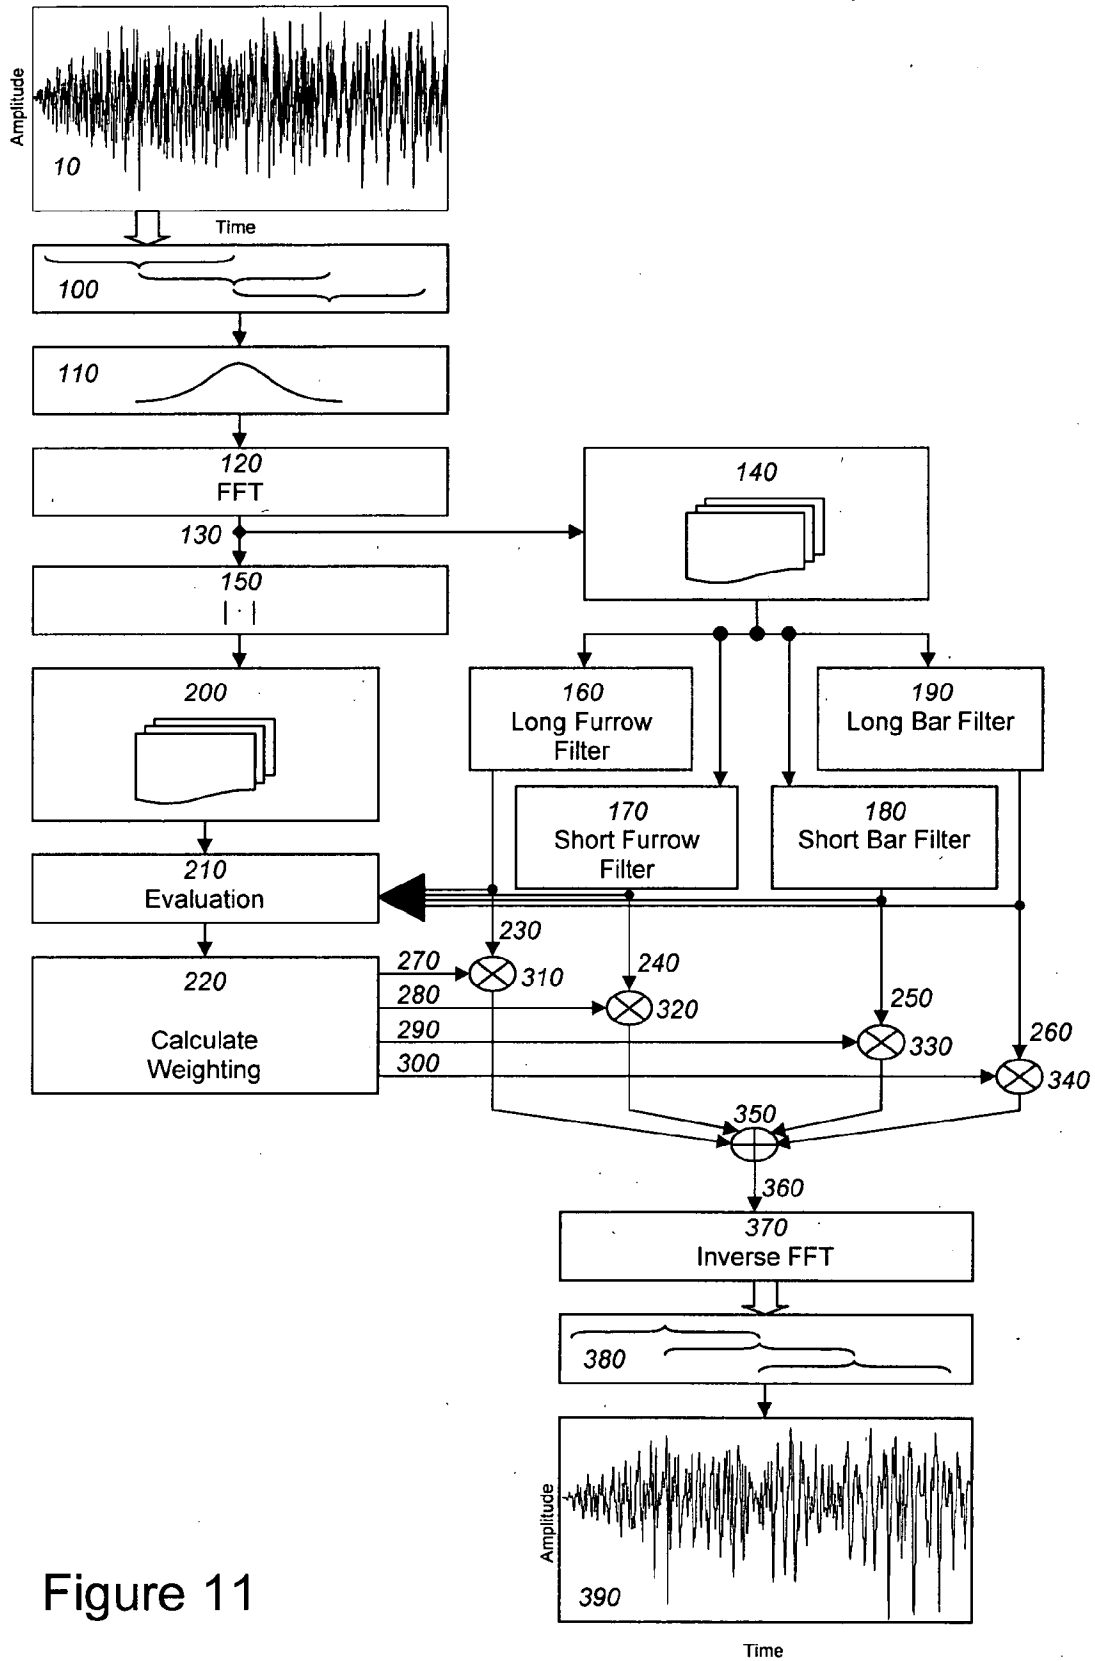 Amplitude
10
Time
100
110
120
FFT
130
140
150
| · |
200
160
Long Furrow
Filter
190
Long Bar Filter
170
Short Furrow
Filter
180
Short Bar Filter
210
Evaluation
220
Calculate
Weighting
230
270
310
240
280
320
250
290
330
260
300
340
350
360
370
Inverse FFT
380
Amplitude
390
Time
Figure 11